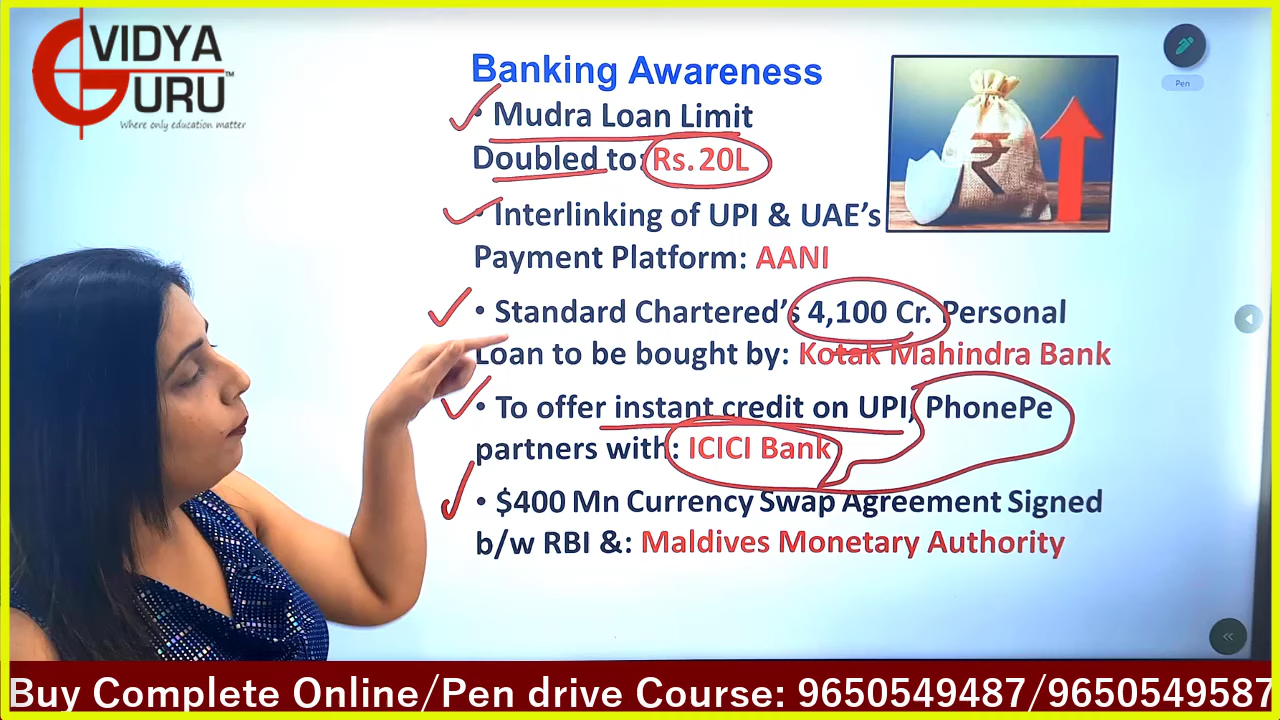 VIDYA
GURU™
Where only education matter
Banking Awareness
• Mudra Loan Limit
Doubled to: Rs. 20L
• Interlinking of UPI & UAE's
Payment Platform: AANI
• Standard Chartered's 4,100 Cr. Personal
Loan to be bought by: Kotak Mahindra Bank
• To offer instant credit on UPI, PhonePe
partners with: ICICI Bank
• $400 Mn Currency Swap Agreement Signed
b/w RBI &: Maldives Monetary Authority
₹
Pen
Buy Complete Online/Pen drive Course: 9650549487/9650549587